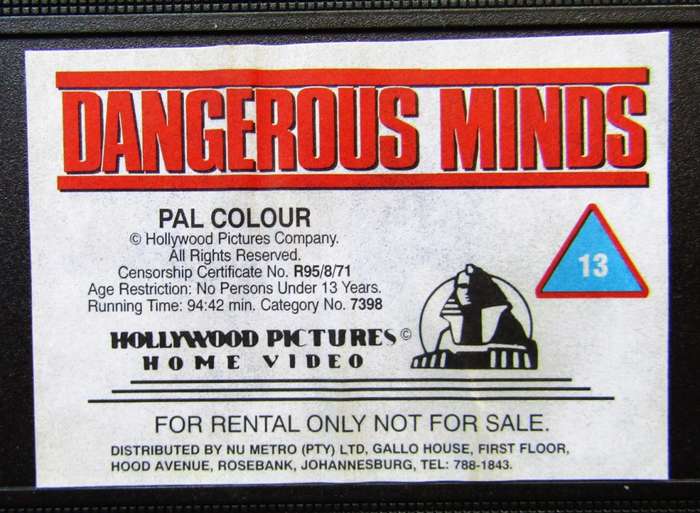 DANGEROUS MINDS
PAL COLOUR
© Hollywood Pictures Company.
All Rights Reserved.
Censorship Certificate No. R95/8/71
Age Restriction: No Persons Under 13 Years.
Running Time: 94:42 min. Category No. 7398
13
HOLLYWOOD PICTURES ©
HOME VIDEO
FOR RENTAL ONLY NOT FOR SALE.
DISTRIBUTED BY NU METRO (PTY) LTD, GALLO HOUSE, FIRST FLOOR,
HOOD AVENUE, ROSEBANK, JOHANNESBURG, TEL: 788-1843.